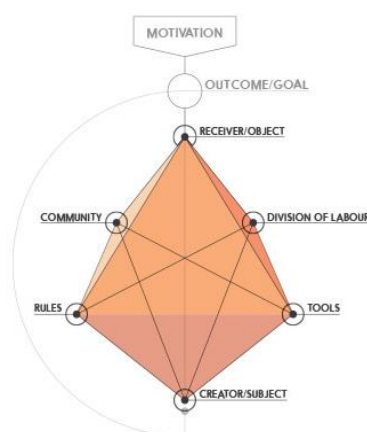 MOTIVATION
OUTCOME/GOAL
RECEIVER/OBJECT
COMMUNITY
DIVISION OF LABOUR
RULES
TOOLS
CREATOR/SUBJECT